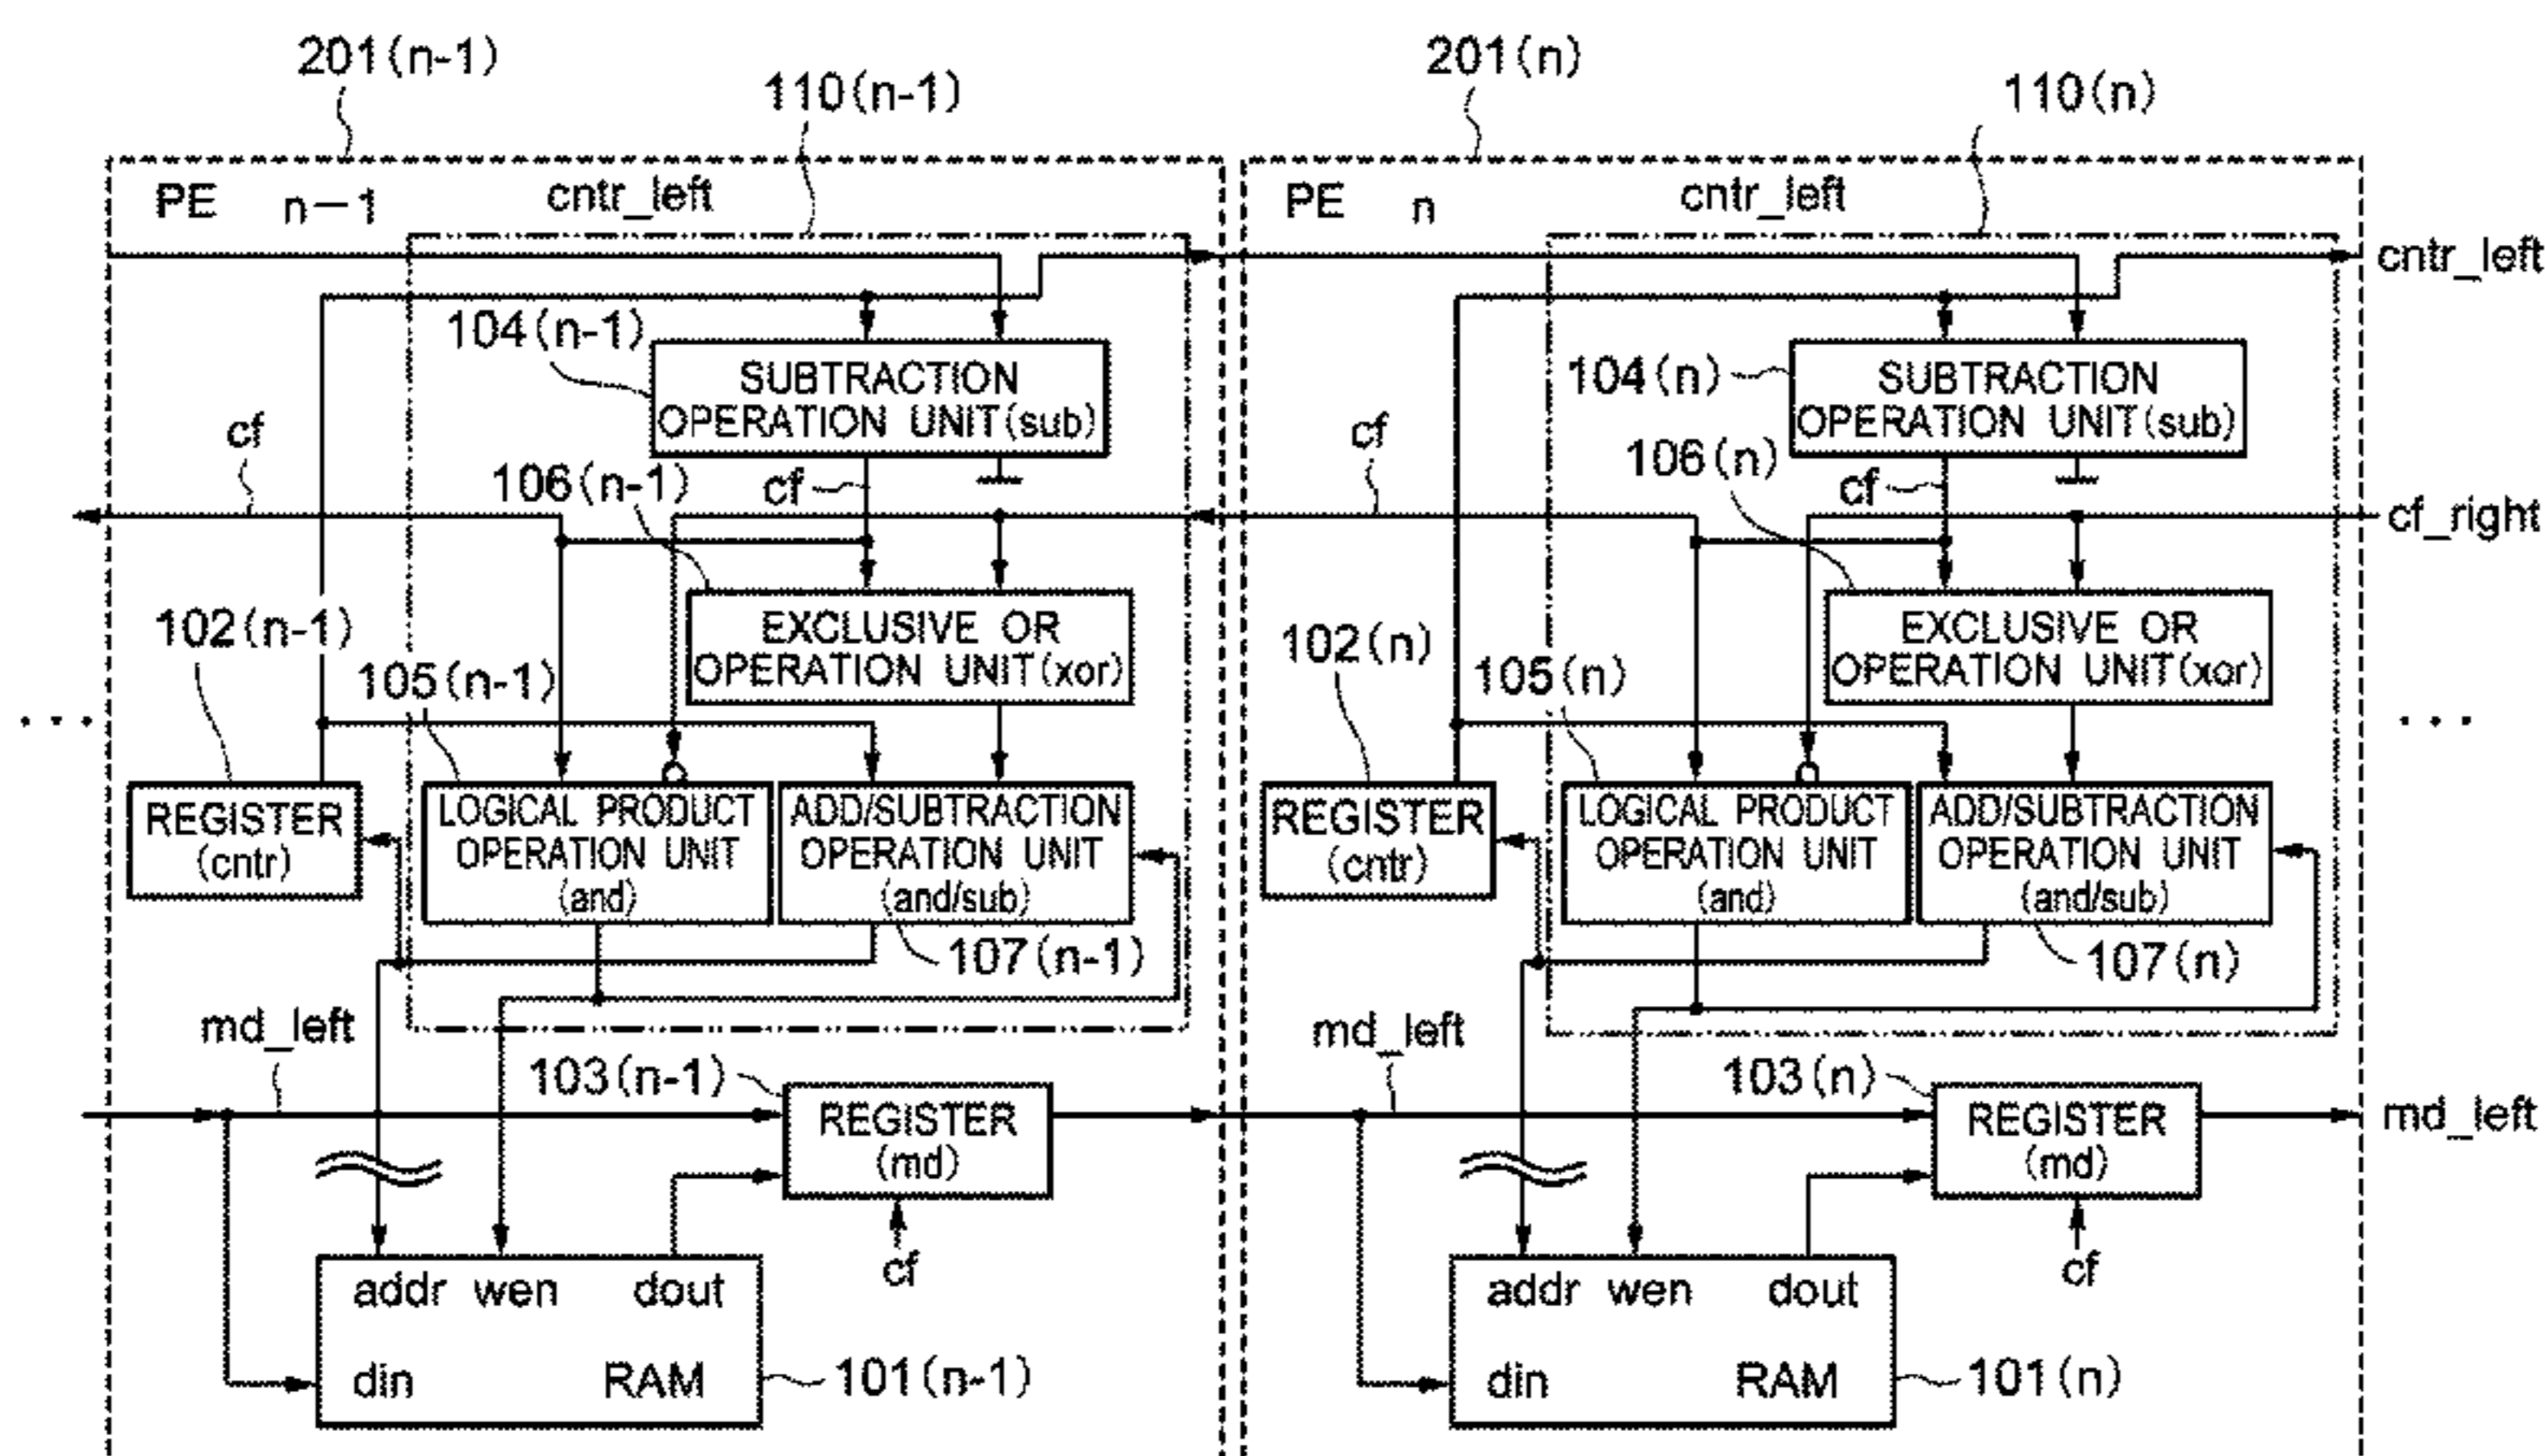 201(n-1)
110(n-1)
201(n)
110(n)
PE n-1
cntr_left
PE n
cntr_left
cntr_left
104(n-1)
SUBTRACTION
OPERATION UNIT(sub)
104(n)
SUBTRACTION
OPERATION UNIT(sub)
cf
106(n-1)
cf
cf
106(n)
cf
cf_right
EXCLUSIVE OR
OPERATION UNIT(xor)
EXCLUSIVE OR
OPERATION UNIT(xor)
102(n-1)
105(n-1)
102(n)
105(n)
...
...
REGISTER
(cntr)
LOGICAL PRODUCT
OPERATION UNIT
(and)
ADD/SUBTRACTION
OPERATION UNIT
(and/sub)
REGISTER
(cntr)
LOGICAL PRODUCT
OPERATION UNIT
(and)
ADD/SUBTRACTION
OPERATION UNIT
(and/sub)
107(n-1)
107(n)
md_left
103(n-1)
REGISTER
(md)
md_left
103(n)
REGISTER
(md)
md_left
cf
cf
addr wen dout
din RAM
101(n-1)
addr wen dout
din RAM
101(n)